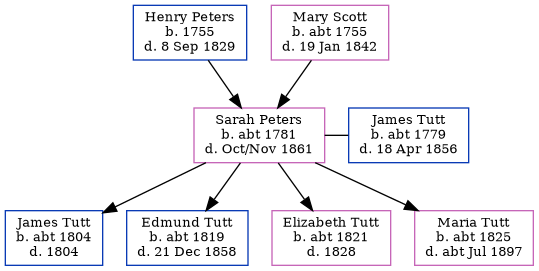 Henry Peters
b. 1755
d. 8 Sep 1829
Mary Scott
b. abt 1755
d. 19 Jan 1842
Sarah Peters
b. abt 1781
d. Oct/Nov 1861
James Tutt
b. abt 1779
d. 18 Apr 1856
James Tutt
b. abt 1804
d. 1804
Edmund Tutt
b. abt 1819
d. 21 Dec 1858
Elizabeth Tutt
b. abt 1821
d. 1828
Maria Tutt
b. abt 1825
d. abt Jul 1897